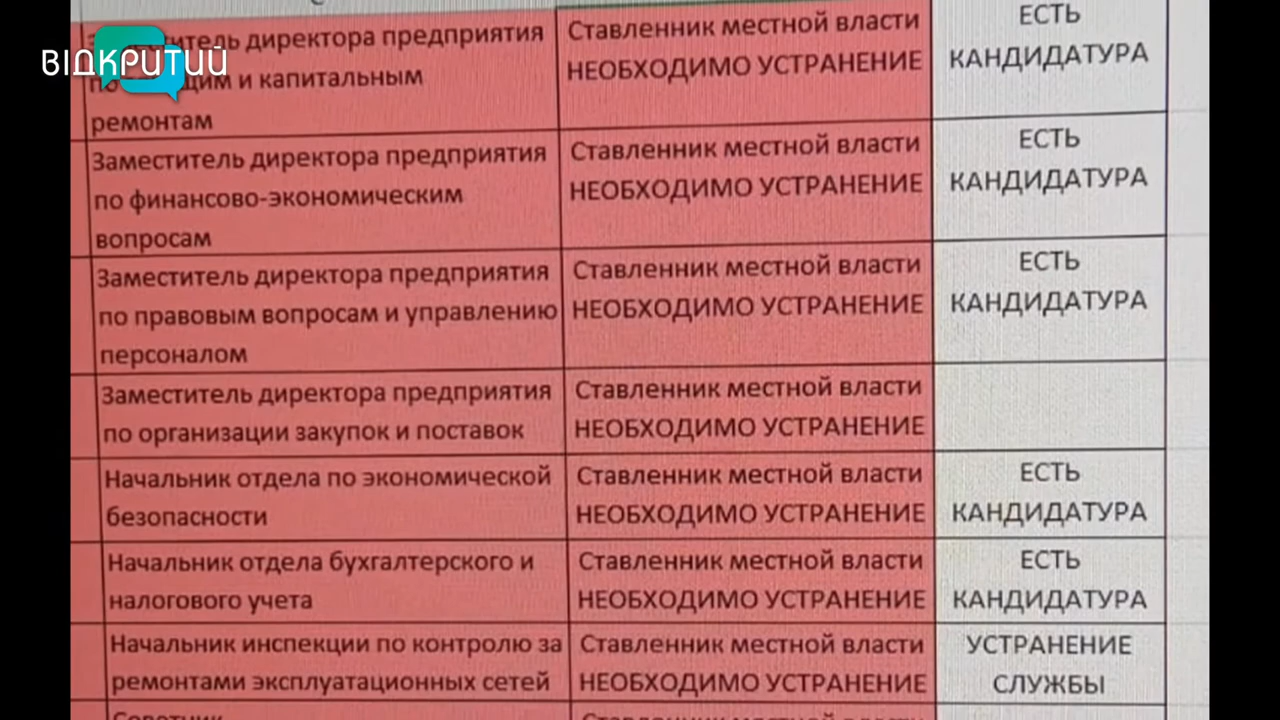 ВІДКРИТИЙ
директора предприятия
и капитальным
ремонтам
Ставленник местной власти
НЕОБХОДИМО УСТРАНЕНИЕ
ЕСТЬ
КАНДИДАТУРА
Заместитель директора предприятия
по финансово-экономическим
вопросам
Ставленник местной власти
НЕОБХОДИМО УСТРАНЕНИЕ
ЕСТЬ
КАНДИДАТУРА
Заместитель директора предприятия
по правовым вопросам и управлению
персоналом
Ставленник местной власти
НЕОБХОДИМО УСТРАНЕНИЕ
ЕСТЬ
КАНДИДАТУРА
Заместитель директора предприятия
по организации закупок и поставок
Ставленник местной власти
НЕОБХОДИМО УСТРАНЕНИЕ
Начальник отдела по экономической
безопасности
Ставленник местной власти
НЕОБХОДИМО УСТРАНЕНИЕ
ЕСТЬ
КАНДИДАТУРА
Начальник отдела бухгалтерского и
налогового учета
Ставленник местной власти
НЕОБХОДИМО УСТРАНЕНИЕ
ЕСТЬ
КАНДИДАТУРА
Начальник инспекции по контролю за
ремонтами эксплуатационных сетей
Ставленник местной власти
НЕОБХОДИМО УСТРАНЕНИЕ
УСТРАНЕНИЕ
СЛУЖБЫ